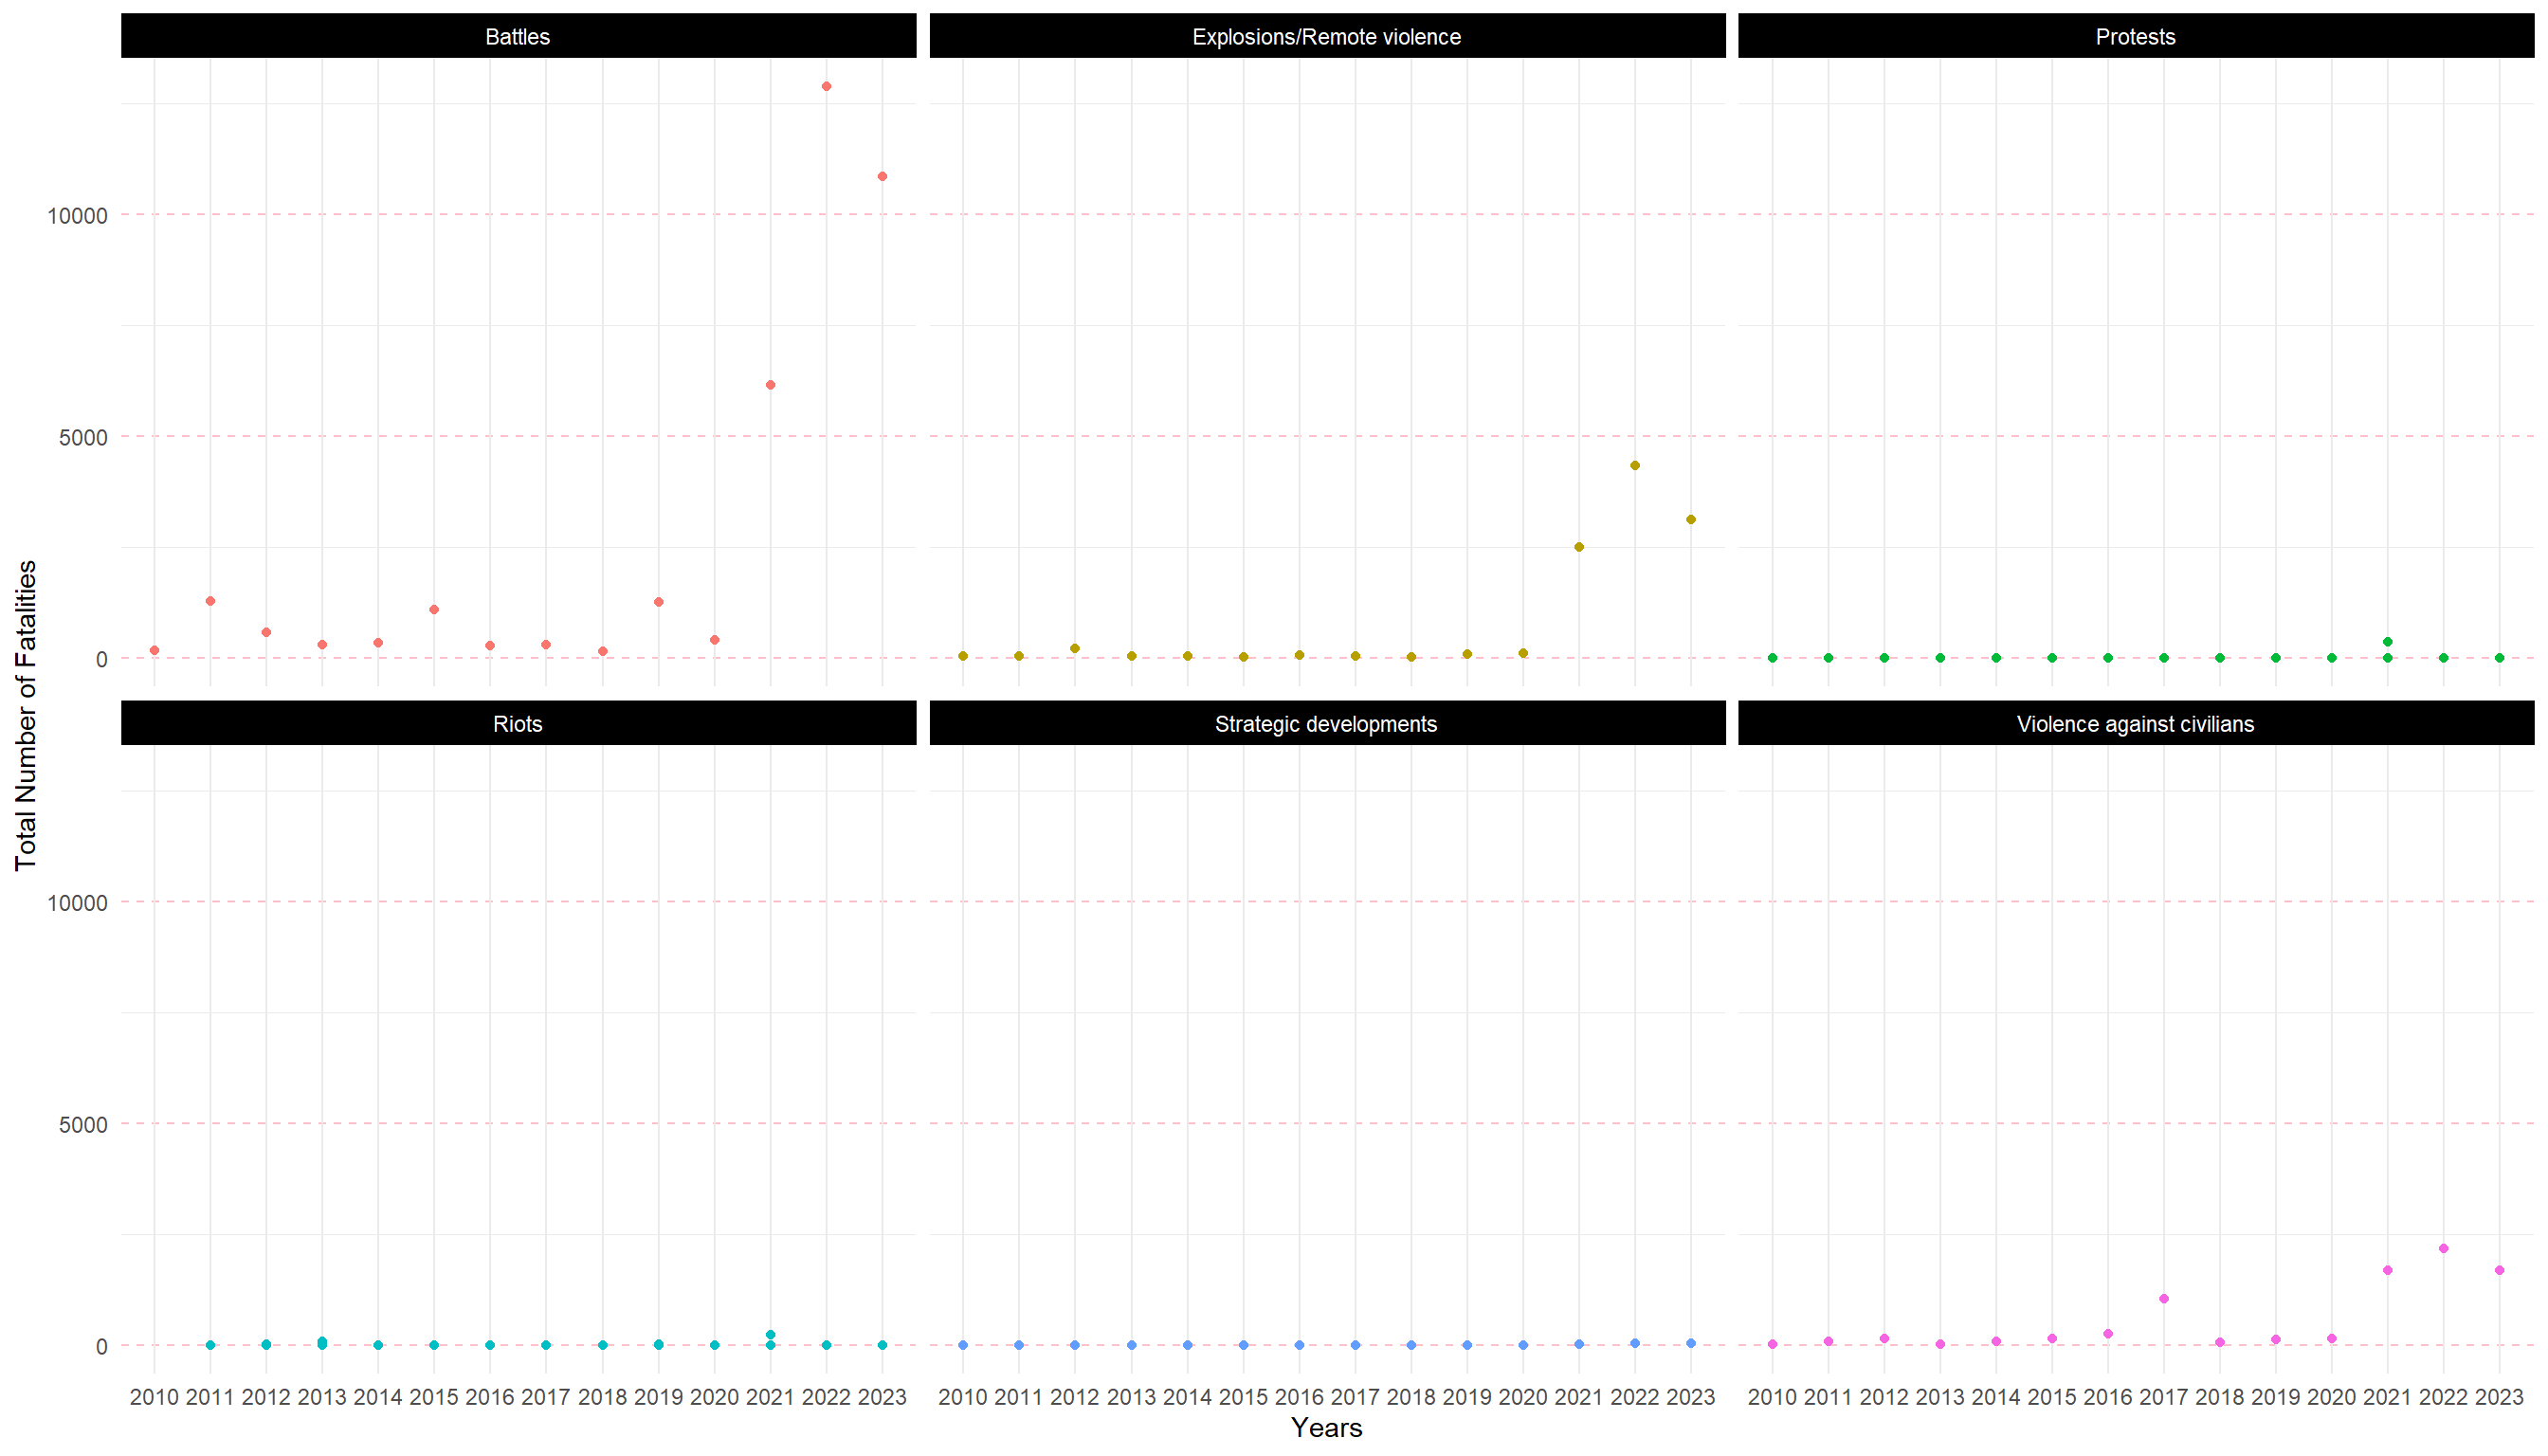 Battles
Explosions/Remote violence
Protests
10000
5000
0
Riots
Strategic developments
Violence against civilians
10000
5000
0
2010 2011 2012 2013 2014 2015 2016 2017 2018 2019 2020 2021 2022 2023
2010 2011 2012 2013 2014 2015 2016 2017 2018 2019 2020 2021 2022 2023
2010 2011 2012 2013 2014 2015 2016 2017 2018 2019 2020 2021 2022 2023
Years
Total Number of Fatalities